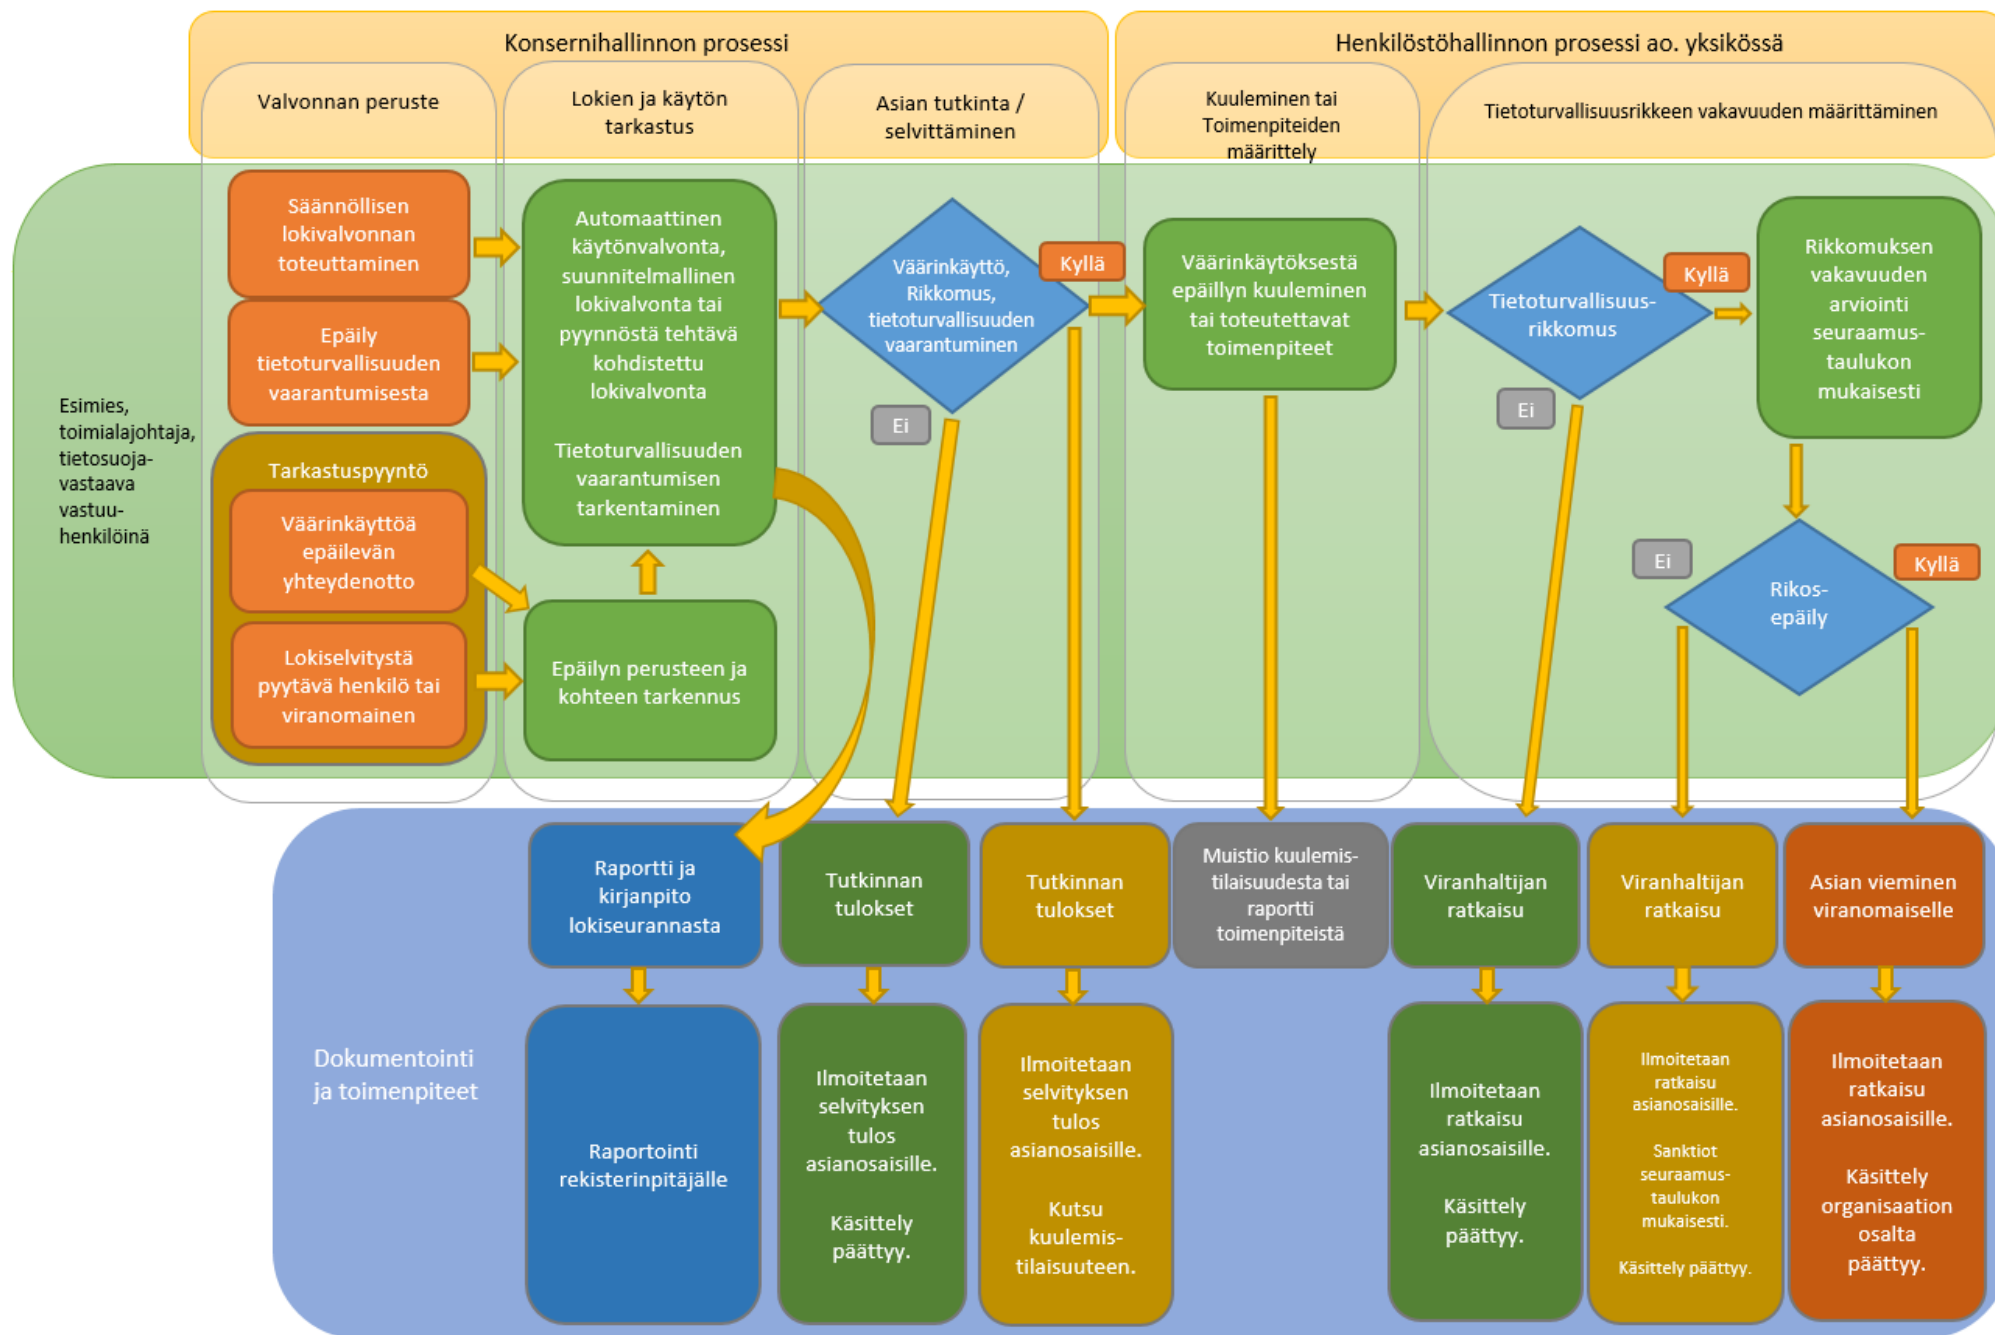 Konsernihallinnon prosessi
Henkilöstöhallinnon prosessi ao. yksikössä
Valvonnan peruste
Lokien ja käytön
tarkastus
Asian tutkinta /
selvittäminen
Kuuleminen tai
Toimenpiteiden
määrittely
Tietoturvallisuusrikkeen vakavuuden määrittäminen
Esimies,
toimialajohtaja,
tietosuoja-
vastaava
vastuu-
henkilöinä
Säännöllisen
lokivalvonnan
toteuttaminen
Epäily
tietoturvallisuuden
vaarantumisesta
Tarkastuspyyntö
Väärinkäyttöä
epäilevän
yhteydenotto
Lokiselvitystä
pyytävä henkilö tai
viranomainen
Automaattinen
käytönvalvonta,
suunnitelmallinen
lokivalvonta tai
pyynnöstä tehtävä
kohdistettu
lokivalvonta
Tietoturvallisuuden
vaarantumisen
tarkentaminen
Epäilyn perusteen ja
kohteen tarkennus
Väärinkäyttö,
Rikkomus,
tietoturvallisuuden
vaarantuminen
Kyllä
Ei
Väärinkäytöksestä
epäillyn kuuleminen
tai toteutettavat
toimenpiteet
Tietoturvallisuus-
rikkomus
Kyllä
Ei
Rikkomuksen
vakavuuden
arviointi
seuraamus-
taulukon
mukaisesti
Ei
Kyllä
Rikos-
epäily
Dokumentointi
ja toimenpiteet
Raportti ja
kirjanpito
lokiseurannasta
Tutkinnan
tulokset
Tutkinnan
tulokset
Muistio kuulemis-
tilaisuudesta tai
raportti
toimenpiteistä
Viranhaltijan
ratkaisu
Viranhaltijan
ratkaisu
Asian vieminen
viranomaiselle
Raportointi
rekisterinpitäjälle
Ilmoitetaan
selvityksen
tulos
asianosaisille.
Käsittely
päättyy.
Ilmoitetaan
selvityksen
tulos
asianosaisille.
Kutsu
kuulemis-
tilaisuuteen.
Ilmoitetaan
ratkaisu
asianosaisille.
Käsittely
päättyy.
Ilmoitetaan
ratkaisu
asianosaisille.
Sanktiot
seuraamus-
taulukon
mukaisesti.
Käsittely päättyy.
Ilmoitetaan
ratkaisu
asianosaisille.
Käsittely
organisaation
osalta
päättyy.